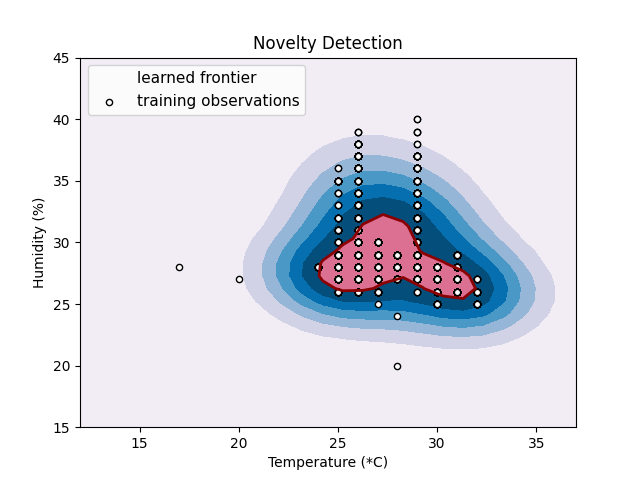 Novelty Detection
learned frontier
training observations
45
40
35
30
25
20
15
Humidity (%)
15
20
25
30
35
Temperature (*C)